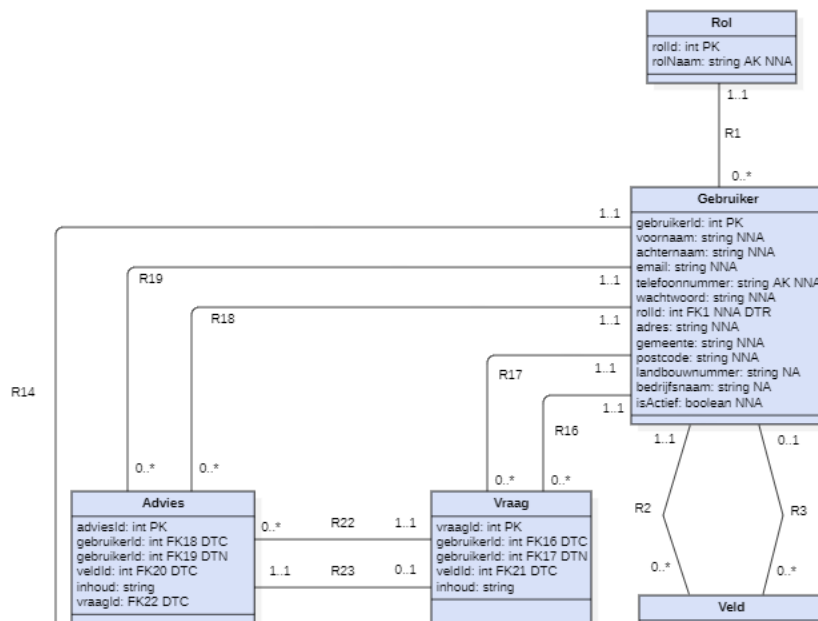 Rol
rolId: int PK
rolNaam: string AK NNA
1..1
R1
0..*
Gebruiker
gebruikerId: int PK
voornaam: string NNA
achternaam: string NNA
email: string NNA
telefoonnummer: string AK NNA
wachtwoord: string NNA
rolId: int FK1 NNA DTR
adres: string NNA
gemeente: string NNA
postcode: string NNA
landbouwnummer: string NA
bedrijfsnaam: string NA
isActief: boolean NNA
1..1
R19
1..1
R18
1..1
R17
1..1
R14
1..1
R16
1..1
0..1
R2
R3
0..*
0..*
0..*
0..*
0..*
0..*
Advies
adviesId: int PK
gebruikerId: int FK18 DTC
gebruikerId: int FK19 DTN
veldId: int FK20 DTC
inhoud: string
vraagId: FK22 DTC
0..*
R22
1..1
1..1
R23
0..1
Vraag
vraagId: int PK
gebruikerId: int FK16 DTC
gebruikerId: int FK17 DTN
veldId: int FK21 DTC
inhoud: string
Veld